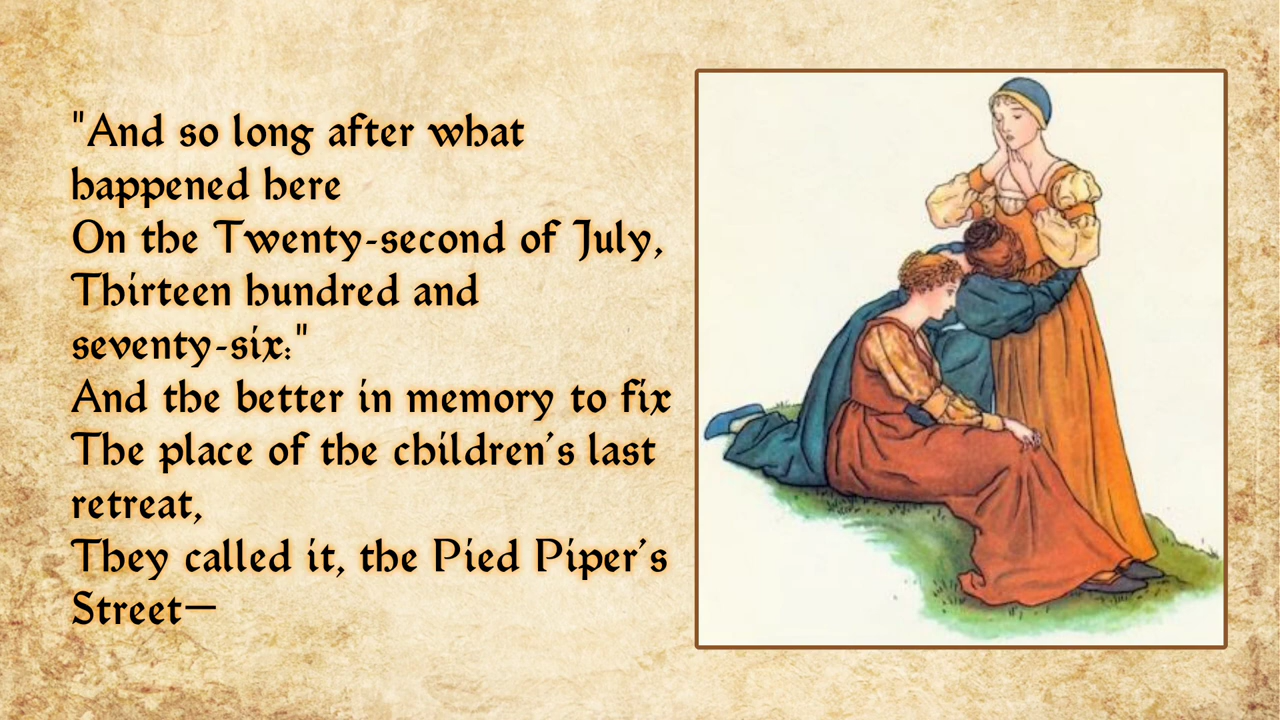 "And so long after what
happened here
On the Twenty-second of July,
Thirteen hundred and
seventy-six:"
And the better in memory to fix
The place of the children's last
retreat,
They called it, the Pied Piper's
Street—